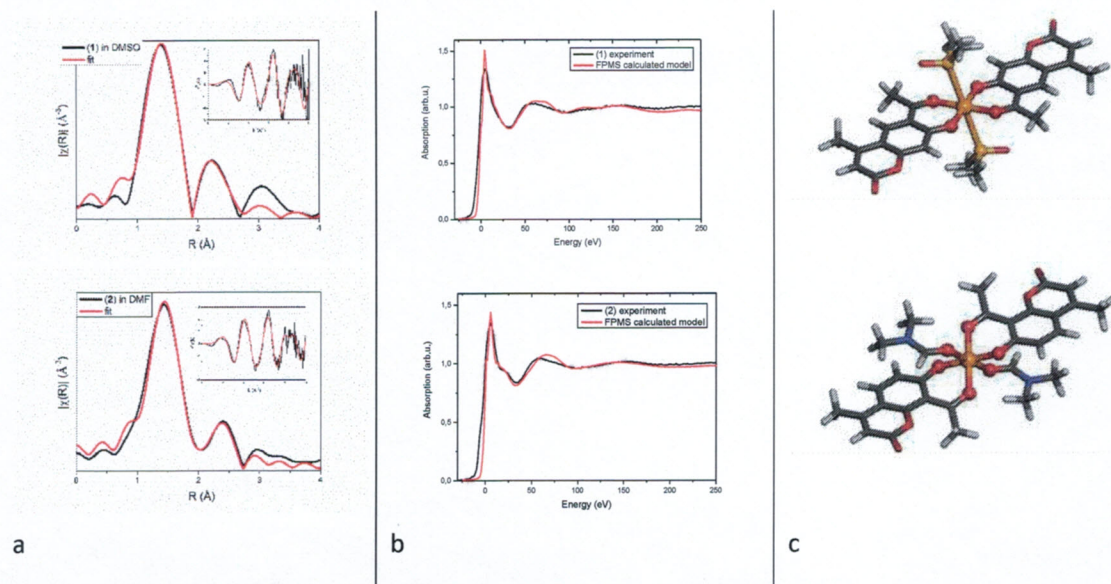 (1) in DMSO
fit
|χ(R)| (Å⁻³)
0 1 2 3 4
R (Å)
(2) in DMF
fit
|χ(R)| (Å⁻³)
0 1 2 3 4
R (Å)
a
(1) experiment
FPMS calculated model
Absorption (arb.u.)
1,5
1,0
0,5
0,0
0 50 100 150 200 250
Energy (eV)
(2) experiment
FPMS calculated model
Absorption (arb.u.)
1,5
1,0
0,5
0,0
0 50 100 150 200 250
Energy (eV)
b
c